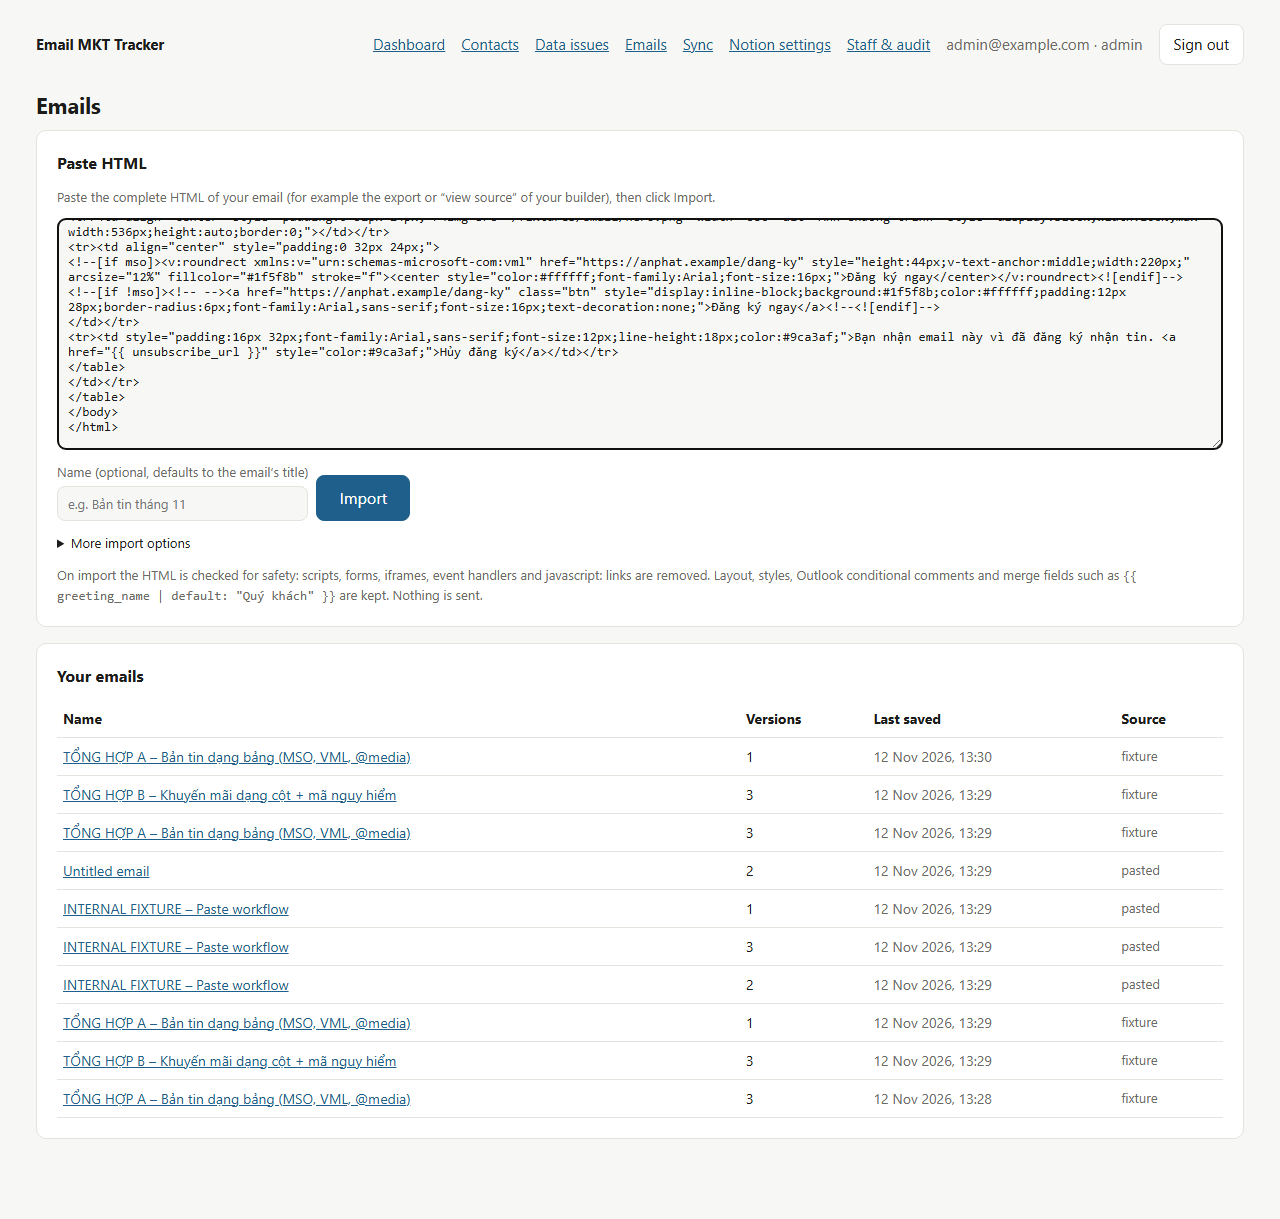 Email MKT Tracker
Dashboard Contacts Data issues Emails Sync Notion settings Staff & audit admin@example.com · admin Sign out
Emails
Paste HTML
Paste the complete HTML of your email (for example the export or “view source” of your builder), then click Import.
width:536px;height:auto;border:0;"></td></tr>
<tr><td align="center" style="padding:0 32px 24px;">
<!--[if mso]><v:roundrect xmlns:v="urn:schemas-microsoft-com:vml" href="https://anphat.example/dang-ky" style="height:44px;v-text-anchor:middle;width:220px;"
arcsize="12%" fillcolor="#1f5f8b" stroke="f"><center style="color:#ffffff;font-family:Arial;font-size:16px;">Đăng ký ngay</center></v:roundrect><![endif]-->
<!--[if !mso]><!-- --><a href="https://anphat.example/dang-ky" class="btn" style="display:inline-block;background:#1f5f8b;color:#ffffff;padding:12px
28px;border-radius:6px;font-family:Arial,sans-serif;font-size:16px;text-decoration:none;">Đăng ký ngay</a><!--<![endif]-->
</td></tr>
<tr><td style="padding:16px 32px;font-family:Arial,sans-serif;font-size:12px;line-height:18px;color:#9ca3af;">Bạn nhận email này vì đã đăng ký nhận tin. <a
href="{{ unsubscribe_url }}" style="color:#9ca3af;">Hủy đăng ký</a></td></tr>
</table>
</td></tr>
</table>
</body>
</html>
Name (optional, defaults to the email’s title)
e.g. Bản tin tháng 11
Import
▶ More import options
On import the HTML is checked for safety: scripts, forms, iframes, event handlers and javascript: links are removed. Layout, styles, Outlook conditional comments and merge fields such as {{
greeting_name | default: "Quý khách" }} are kept. Nothing is sent.
Your emails
Name Versions Last saved Source
TỔNG HỢP A – Bản tin dạng bảng (MSO, VML, @media) 1 12 Nov 2026, 13:30 fixture
TỔNG HỢP B – Khuyến mãi dạng cột + mã nguy hiểm 3 12 Nov 2026, 13:29 fixture
TỔNG HỢP A – Bản tin dạng bảng (MSO, VML, @media) 3 12 Nov 2026, 13:29 fixture
Untitled email 2 12 Nov 2026, 13:29 pasted
INTERNAL FIXTURE – Paste workflow 1 12 Nov 2026, 13:29 pasted
INTERNAL FIXTURE – Paste workflow 3 12 Nov 2026, 13:29 pasted
INTERNAL FIXTURE – Paste workflow 2 12 Nov 2026, 13:29 pasted
TỔNG HỢP A – Bản tin dạng bảng (MSO, VML, @media) 1 12 Nov 2026, 13:29 fixture
TỔNG HỢP B – Khuyến mãi dạng cột + mã nguy hiểm 3 12 Nov 2026, 13:29 fixture
TỔNG HỢP A – Bản tin dạng bảng (MSO, VML, @media) 3 12 Nov 2026, 13:28 fixture